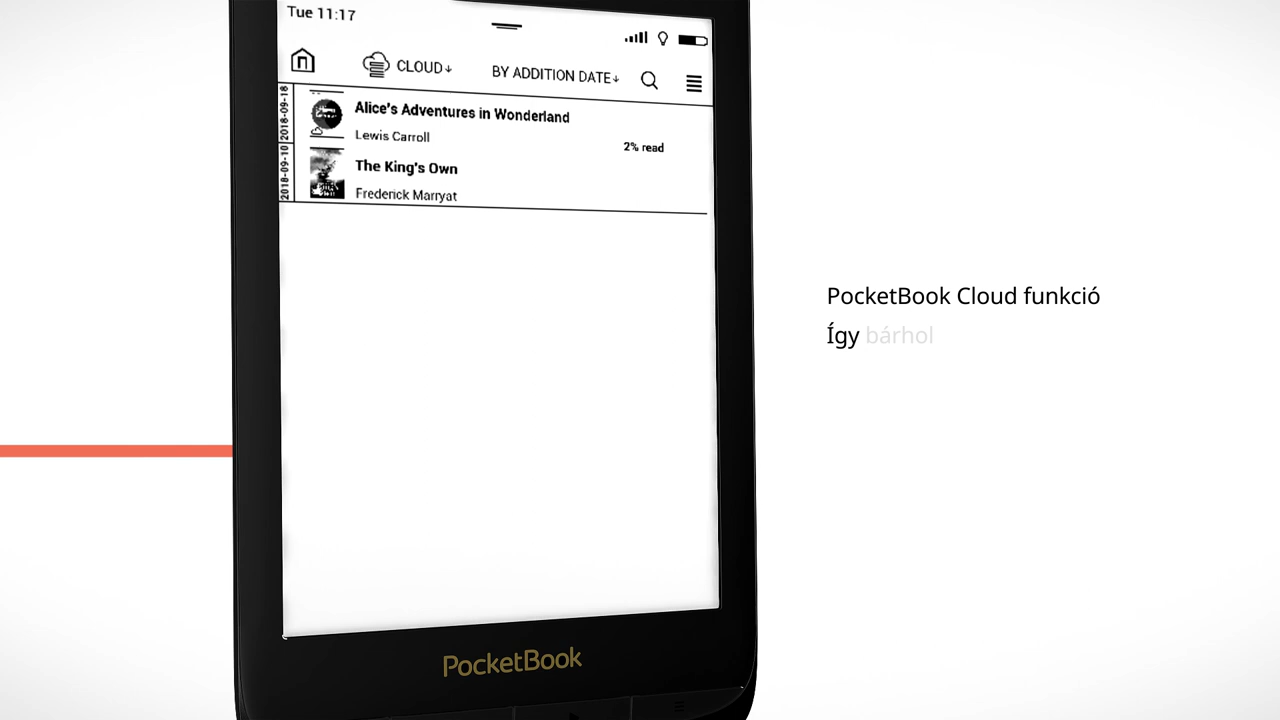 Tue 11:17
CLOUD
BY ADDITION DATE
2018-09-18
Alice's Adventures in Wonderland
Lewis Carroll
2% read
2018-09-10
The King's Own
Frederick Marryat
PocketBook Cloud funkció
Így bárhol
PocketBook